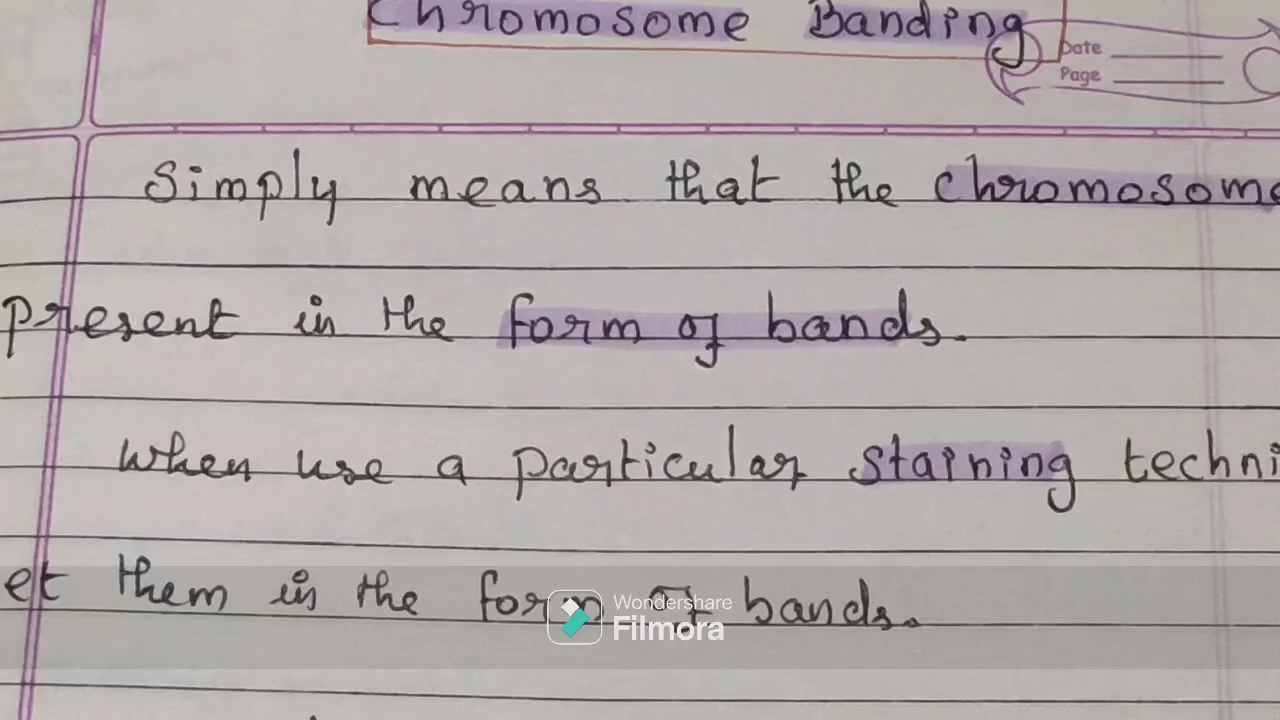 Chromosome Banding
Date
Page
Simply means that the chromosome
present in the form of bands.
when use a particular staining techni
et them in the form of bands.
Wondershare
Filmora